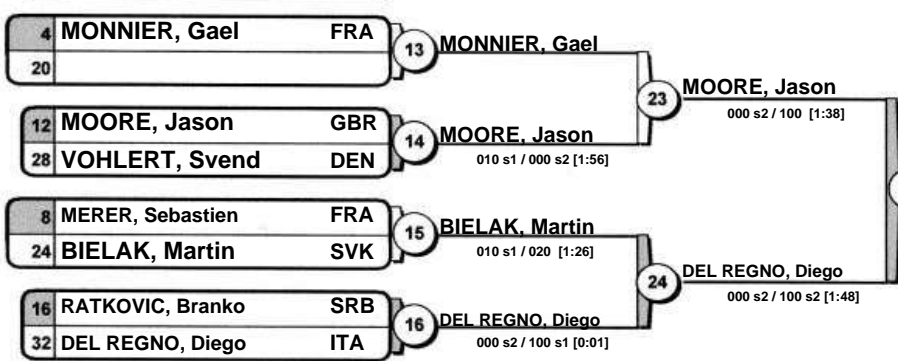 4 MONNIER, Gael FRA
20
13 MONNIER, Gael
12 MOORE, Jason GBR
28 VOHLERT, Svend DEN
14 MOORE, Jason
010 s1 / 000 s2 [1:56]
23 MOORE, Jason
000 s2 / 100 [1:38]
8 MERER, Sebastien FRA
24 BIELAK, Martin SVK
15 BIELAK, Martin
010 s1 / 020 [1:26]
16 RATKOVIC, Branko SRB
32 DEL REGNO, Diego ITA
16 DEL REGNO, Diego
000 s2 / 100 s1 [0:01]
24 DEL REGNO, Diego
000 s2 / 100 s2 [1:48]